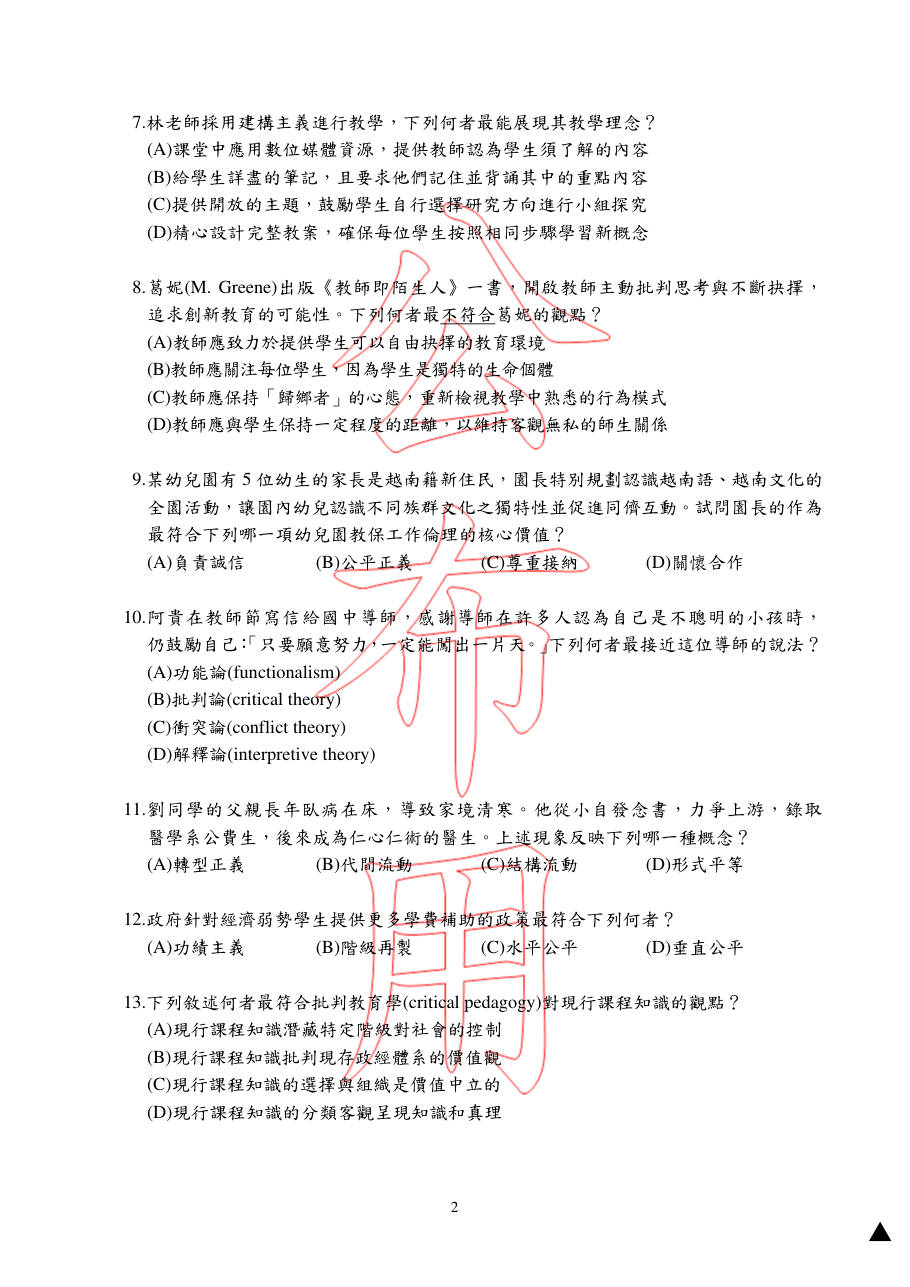 7.林老師採用建構主義進行教學，下列何者最能展現其教學理念？
(A)課堂中應用數位媒體資源，提供教師認為學生須了解的內容
(B)給學生詳盡的筆記，且要求他們記住並背誦其中的重點內容
(C)提供開放的主題，鼓勵學生自行選擇研究方向進行小組探究
(D)精心設計完整教案，確保每位學生按照相同步驟學習新概念
8.葛妮(M. Greene)出版《教師即陌生人》一書，開啟教師主動批判思考與不斷抉擇，
追求創新教育的可能性。下列何者最不符合葛妮的觀點？
(A)教師應致力於提供學生可以自由抉擇的教育環境
(B)教師應關注每位學生，因為學生是獨特的生命個體
(C)教師應保持「歸鄉者」的心態，重新檢視教學中熟悉的行為模式
(D)教師應與學生保持一定程度的距離，以維持客觀無私的師生關係
9.某幼兒園有 5 位幼生的家長是越南籍新住民，園長特別規劃認識越南語、越南文化的
全園活動，讓園內幼兒認識不同族群文化之獨特性並促進同儕互動。試問園長的作為
最符合下列哪一項幼兒園教保工作倫理的核心價值？
(A)負責誠信 (B)公平正義 (C)尊重接納 (D)關懷合作
10.阿貴在教師節寫信給國中導師，感謝導師在許多人認為自己是不聰明的小孩時，
仍鼓勵自己：「只要願意努力，一定能闖出一片天。」下列何者最接近這位導師的說法？
(A)功能論(functionalism)
(B)批判論(critical theory)
(C)衝突論(conflict theory)
(D)解釋論(interpretive theory)
11.劉同學的父親長年臥病在床，導致家境清寒。他從小自發念書，力爭上游，錄取
醫學系公費生，後來成為仁心仁術的醫生。上述現象反映下列哪一種概念？
(A)轉型正義 (B)代間流動 (C)結構流動 (D)形式平等
12.政府針對經濟弱勢學生提供更多學費補助的政策最符合下列何者？
(A)功績主義 (B)階級再製 (C)水平公平 (D)垂直公平
13.下列敘述何者最符合批判教育學(critical pedagogy)對現行課程知識的觀點？
(A)現行課程知識潛藏特定階級對社會的控制
(B)現行課程知識批判現存政經體系的價值觀
(C)現行課程知識的選擇與組織是價值中立的
(D)現行課程知識的分類客觀呈現知識和真理
公布用
2